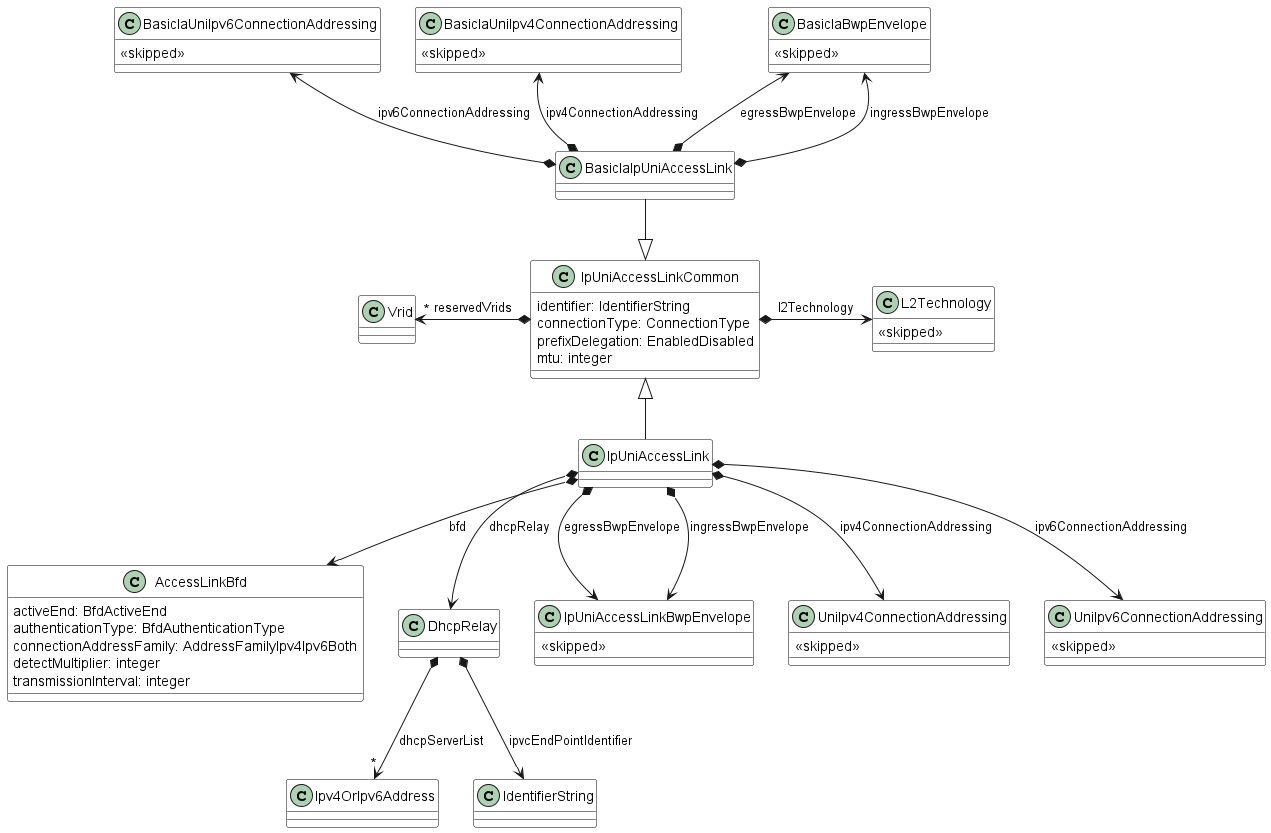 C BasicIaUniIpv6ConnectionAddressing
«skipped»
C BasicIaUniIpv4ConnectionAddressing
«skipped»
C BasicIaBwpEnvelope
«skipped»
ipv6ConnectionAddressing
ipv4ConnectionAddressing
egressBwpEnvelope
ingressBwpEnvelope
C BasicIaIpUniAccessLink
C IpUniAccessLinkCommon
identifier: IdentifierString
connectionType: ConnectionType
prefixDelegation: EnabledDisabled
mtu: integer
C Vrid
* reservedVrids
l2Technology
C L2Technology
«skipped»
C IpUniAccessLink
bfd
dhcpRelay
egressBwpEnvelope
ingressBwpEnvelope
ipv4ConnectionAddressing
ipv6ConnectionAddressing
C AccessLinkBfd
activeEnd: BfdActiveEnd
authenticationType: BfdAuthenticationType
connectionAddressFamily: AddressFamilyIpv4Ipv6Both
detectMultiplier: integer
transmissionInterval: integer
C DhcpRelay
C IpUniAccessLinkBwpEnvelope
«skipped»
C UniIpv4ConnectionAddressing
«skipped»
C UniIpv6ConnectionAddressing
«skipped»
dhcpServerList
*
ipvcEndPointIdentifier
C Ipv4OrIpv6Address
C IdentifierString